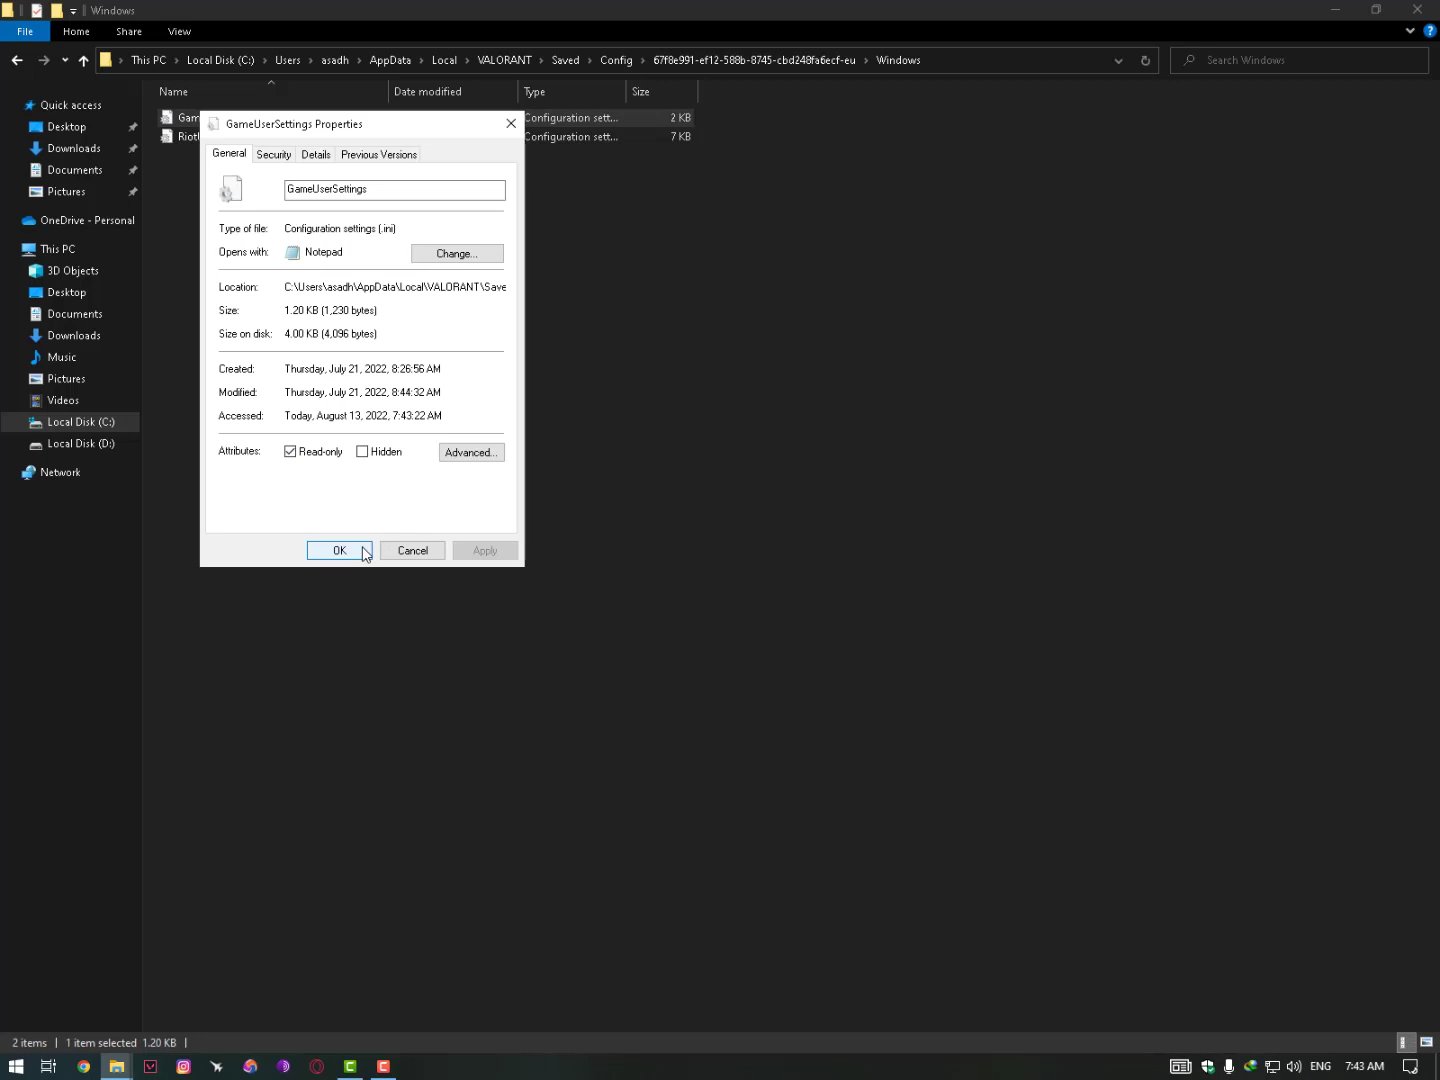 Windows
File Home Share View
This PC Local Disk (C:) Users asadh AppData Local VALORANT Saved Config 67f8e991-ef12-588b-8745-cbd248fa6ecf-eu Windows
Search Windows
Name Date modified Type Size
Quick access
Desktop
Downloads
Documents
Pictures
OneDrive - Personal
This PC
3D Objects
Desktop
Documents
Downloads
Music
Pictures
Videos
Local Disk (C:)
Local Disk (D:)
Network
Gam Configuration sett... 2 KB
Riot Configuration sett... 7 KB
GameUserSettings Properties
General Security Details Previous Versions
GameUserSettings
Type of file: Configuration settings (.ini)
Opens with: Notepad Change...
Location: C:\Users\asadh\AppData\Local\VALORANT\Save
Size: 1.20 KB (1,230 bytes)
Size on disk: 4.00 KB (4,096 bytes)
Created: Thursday, July 21, 2022, 8:26:56 AM
Modified: Thursday, July 21, 2022, 8:44:32 AM
Accessed: Today, August 13, 2022, 7:43:22 AM
Attributes: Read-only Hidden Advanced...
OK Cancel Apply
2 items 1 item selected 1.20 KB
ENG 7:43 AM